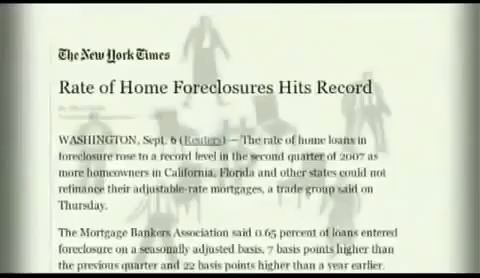 The New York Times
Rate of Home Foreclosures Hits Record
WASHINGTON, Sept. 6 (Reuters) — The rate of home loans in
foreclosure rose to a record level in the second quarter of 2007 as
more homeowners in California, Florida and other states could not
refinance their adjustable-rate mortgages, a trade group said on
Thursday.
The Mortgage Bankers Association said 0.65 percent of loans entered
foreclosure on a seasonally adjusted basis, 7 basis points higher than
the previous quarter and 22 basis points higher than a year earlier.